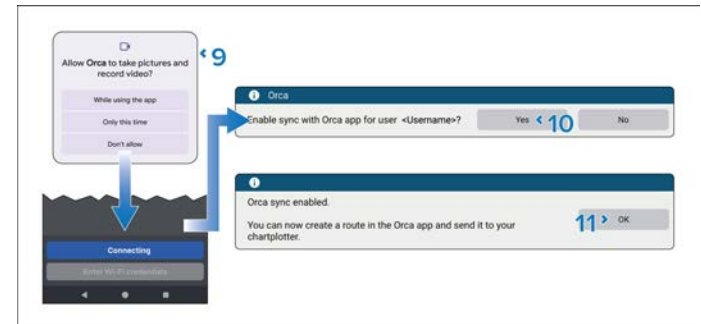 Allow Orca to take pictures and
record video?
9
While using the app
Only this time
Don't allow
Connecting
Enter Wi-Fi credentials
Orca
Enable sync with Orca app for user <Username>?
Yes
10
No
Orca sync enabled.
You can now create a route in the Orca app and send it to your
chartplotter.
11
OK